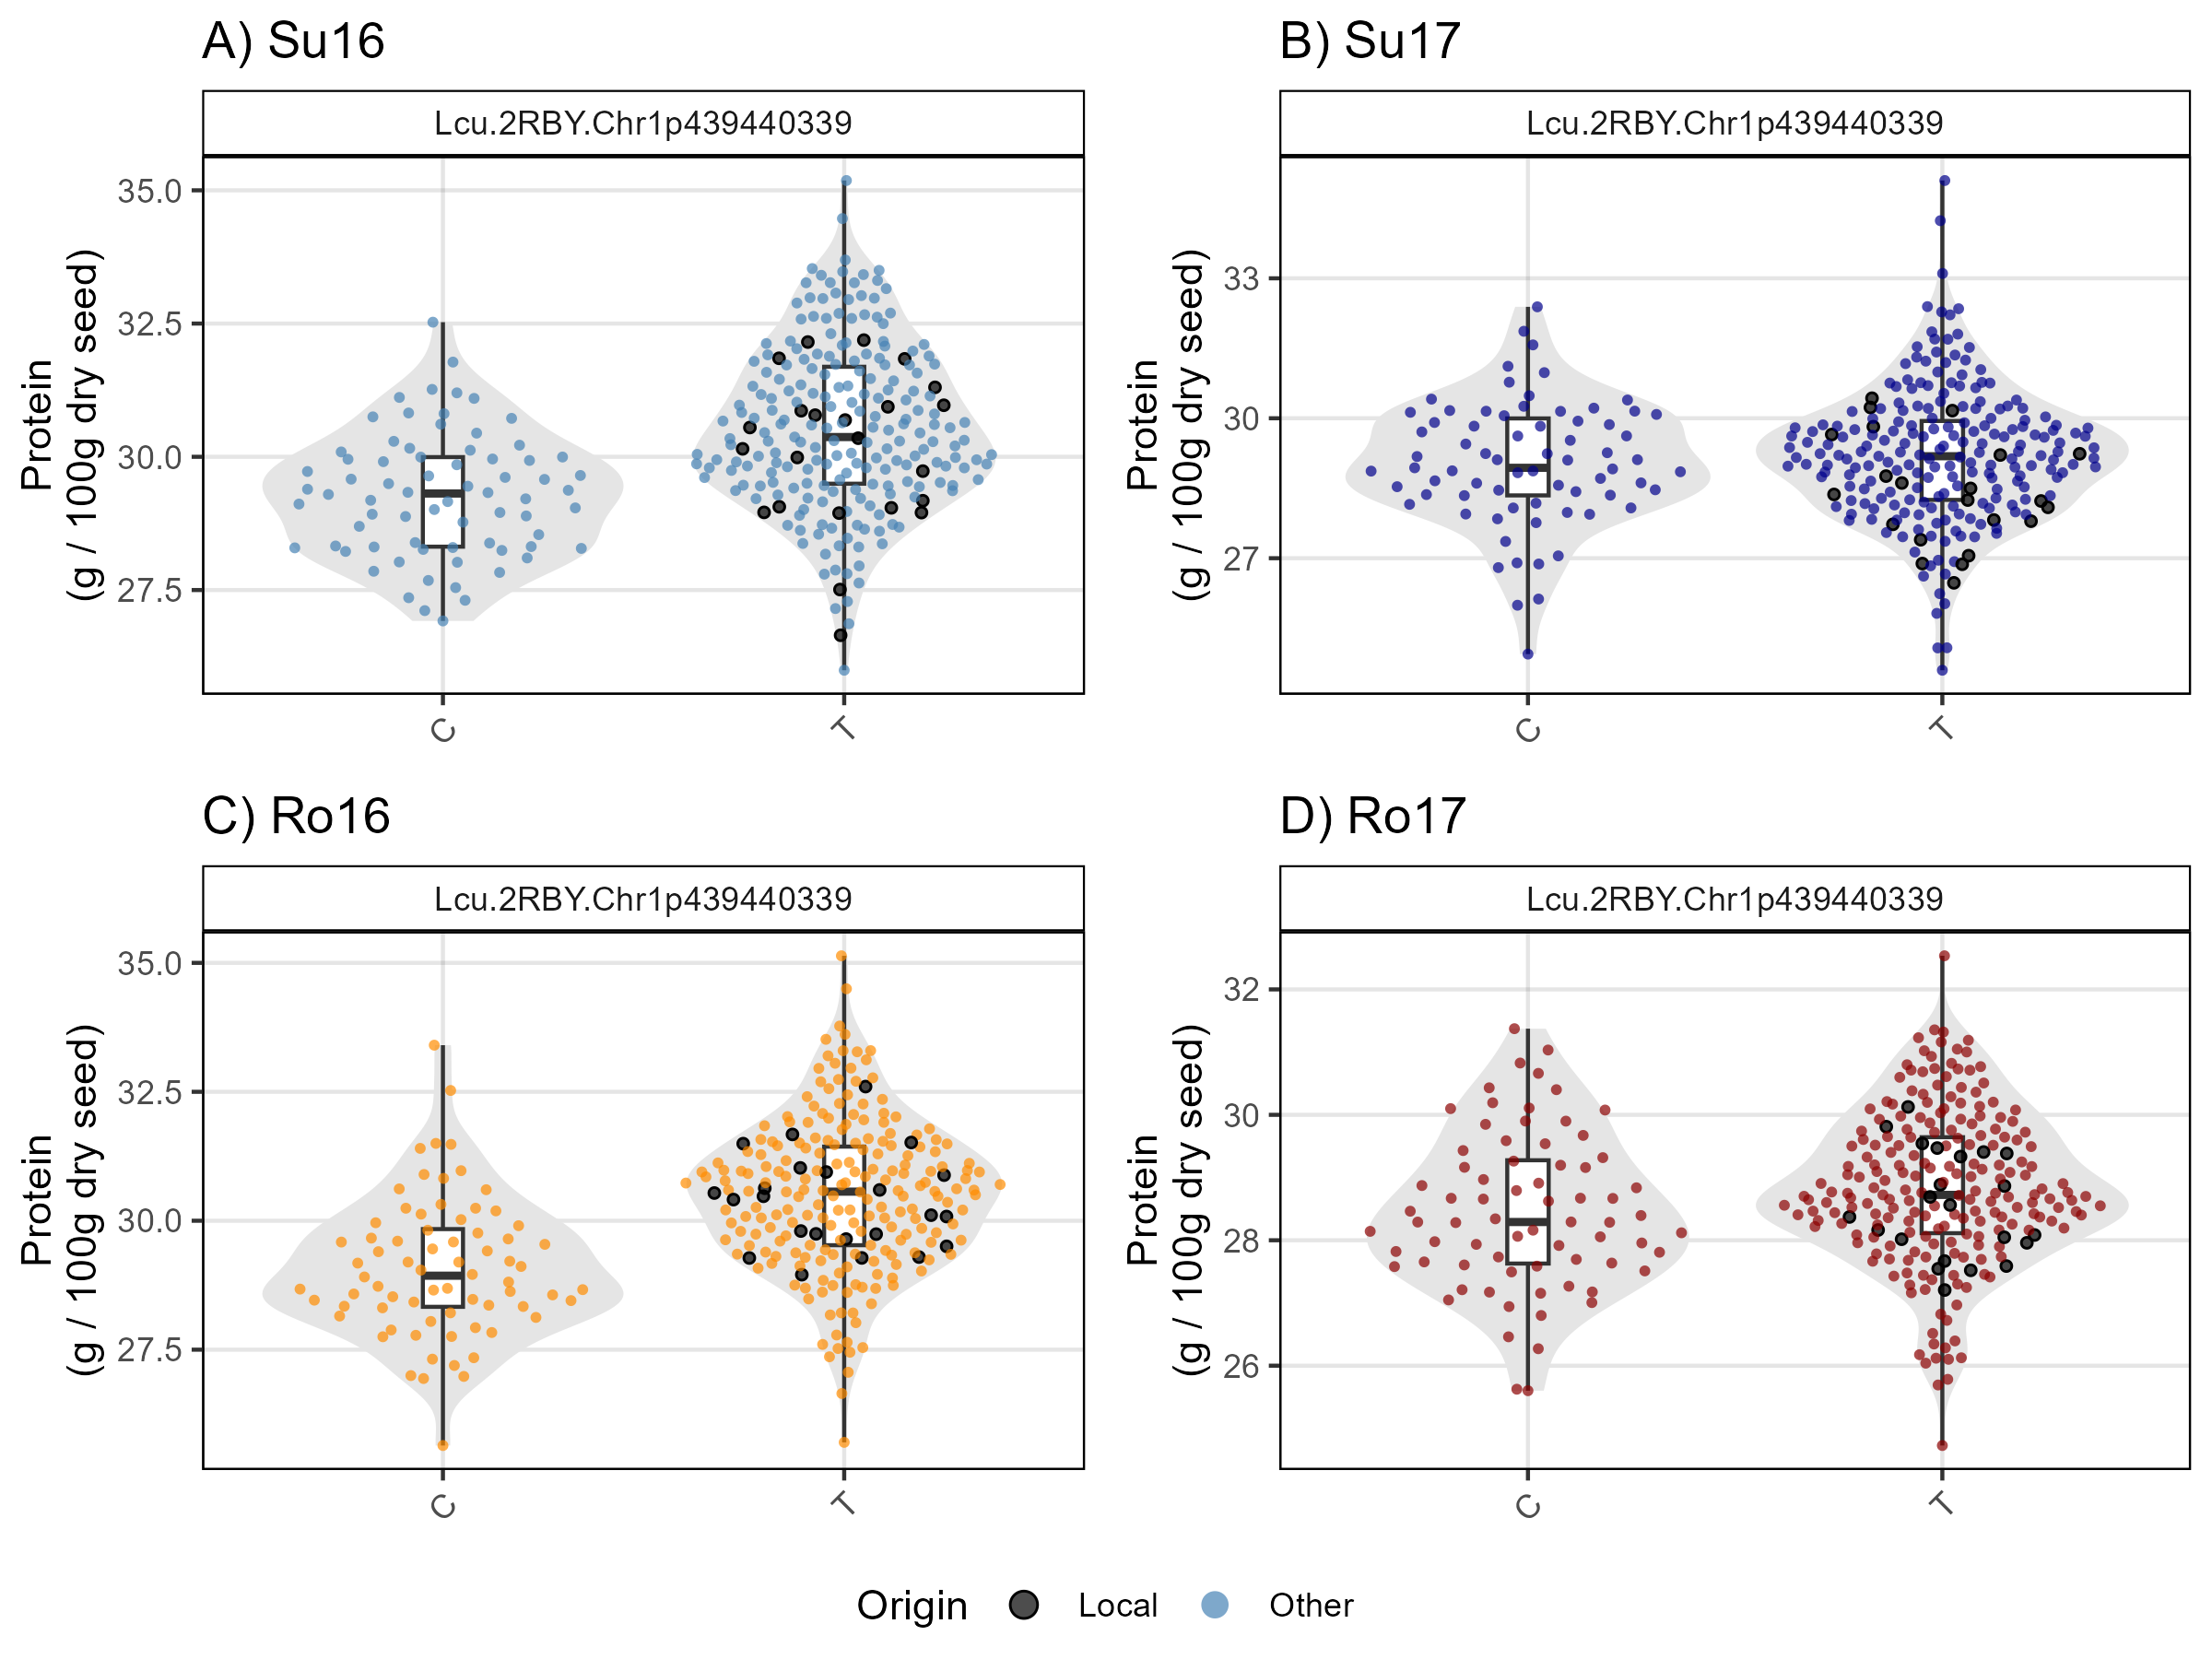 A) Su16
Lcu.2RBY.Chr1p439440339
Protein
(g / 100g dry seed)
35.0
32.5
30.0
27.5
C
T
B) Su17
Lcu.2RBY.Chr1p439440339
Protein
(g / 100g dry seed)
33
30
27
C
T
C) Ro16
Lcu.2RBY.Chr1p439440339
Protein
(g / 100g dry seed)
35.0
32.5
30.0
27.5
C
T
D) Ro17
Lcu.2RBY.Chr1p439440339
Protein
(g / 100g dry seed)
32
30
28
26
C
T
Origin Local Other